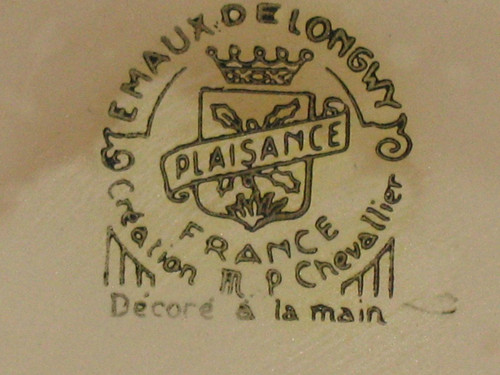 EMAUX DE LONGWY
PLAISANCE
FRANCE
Création M P Chevallier
Décoré à la main